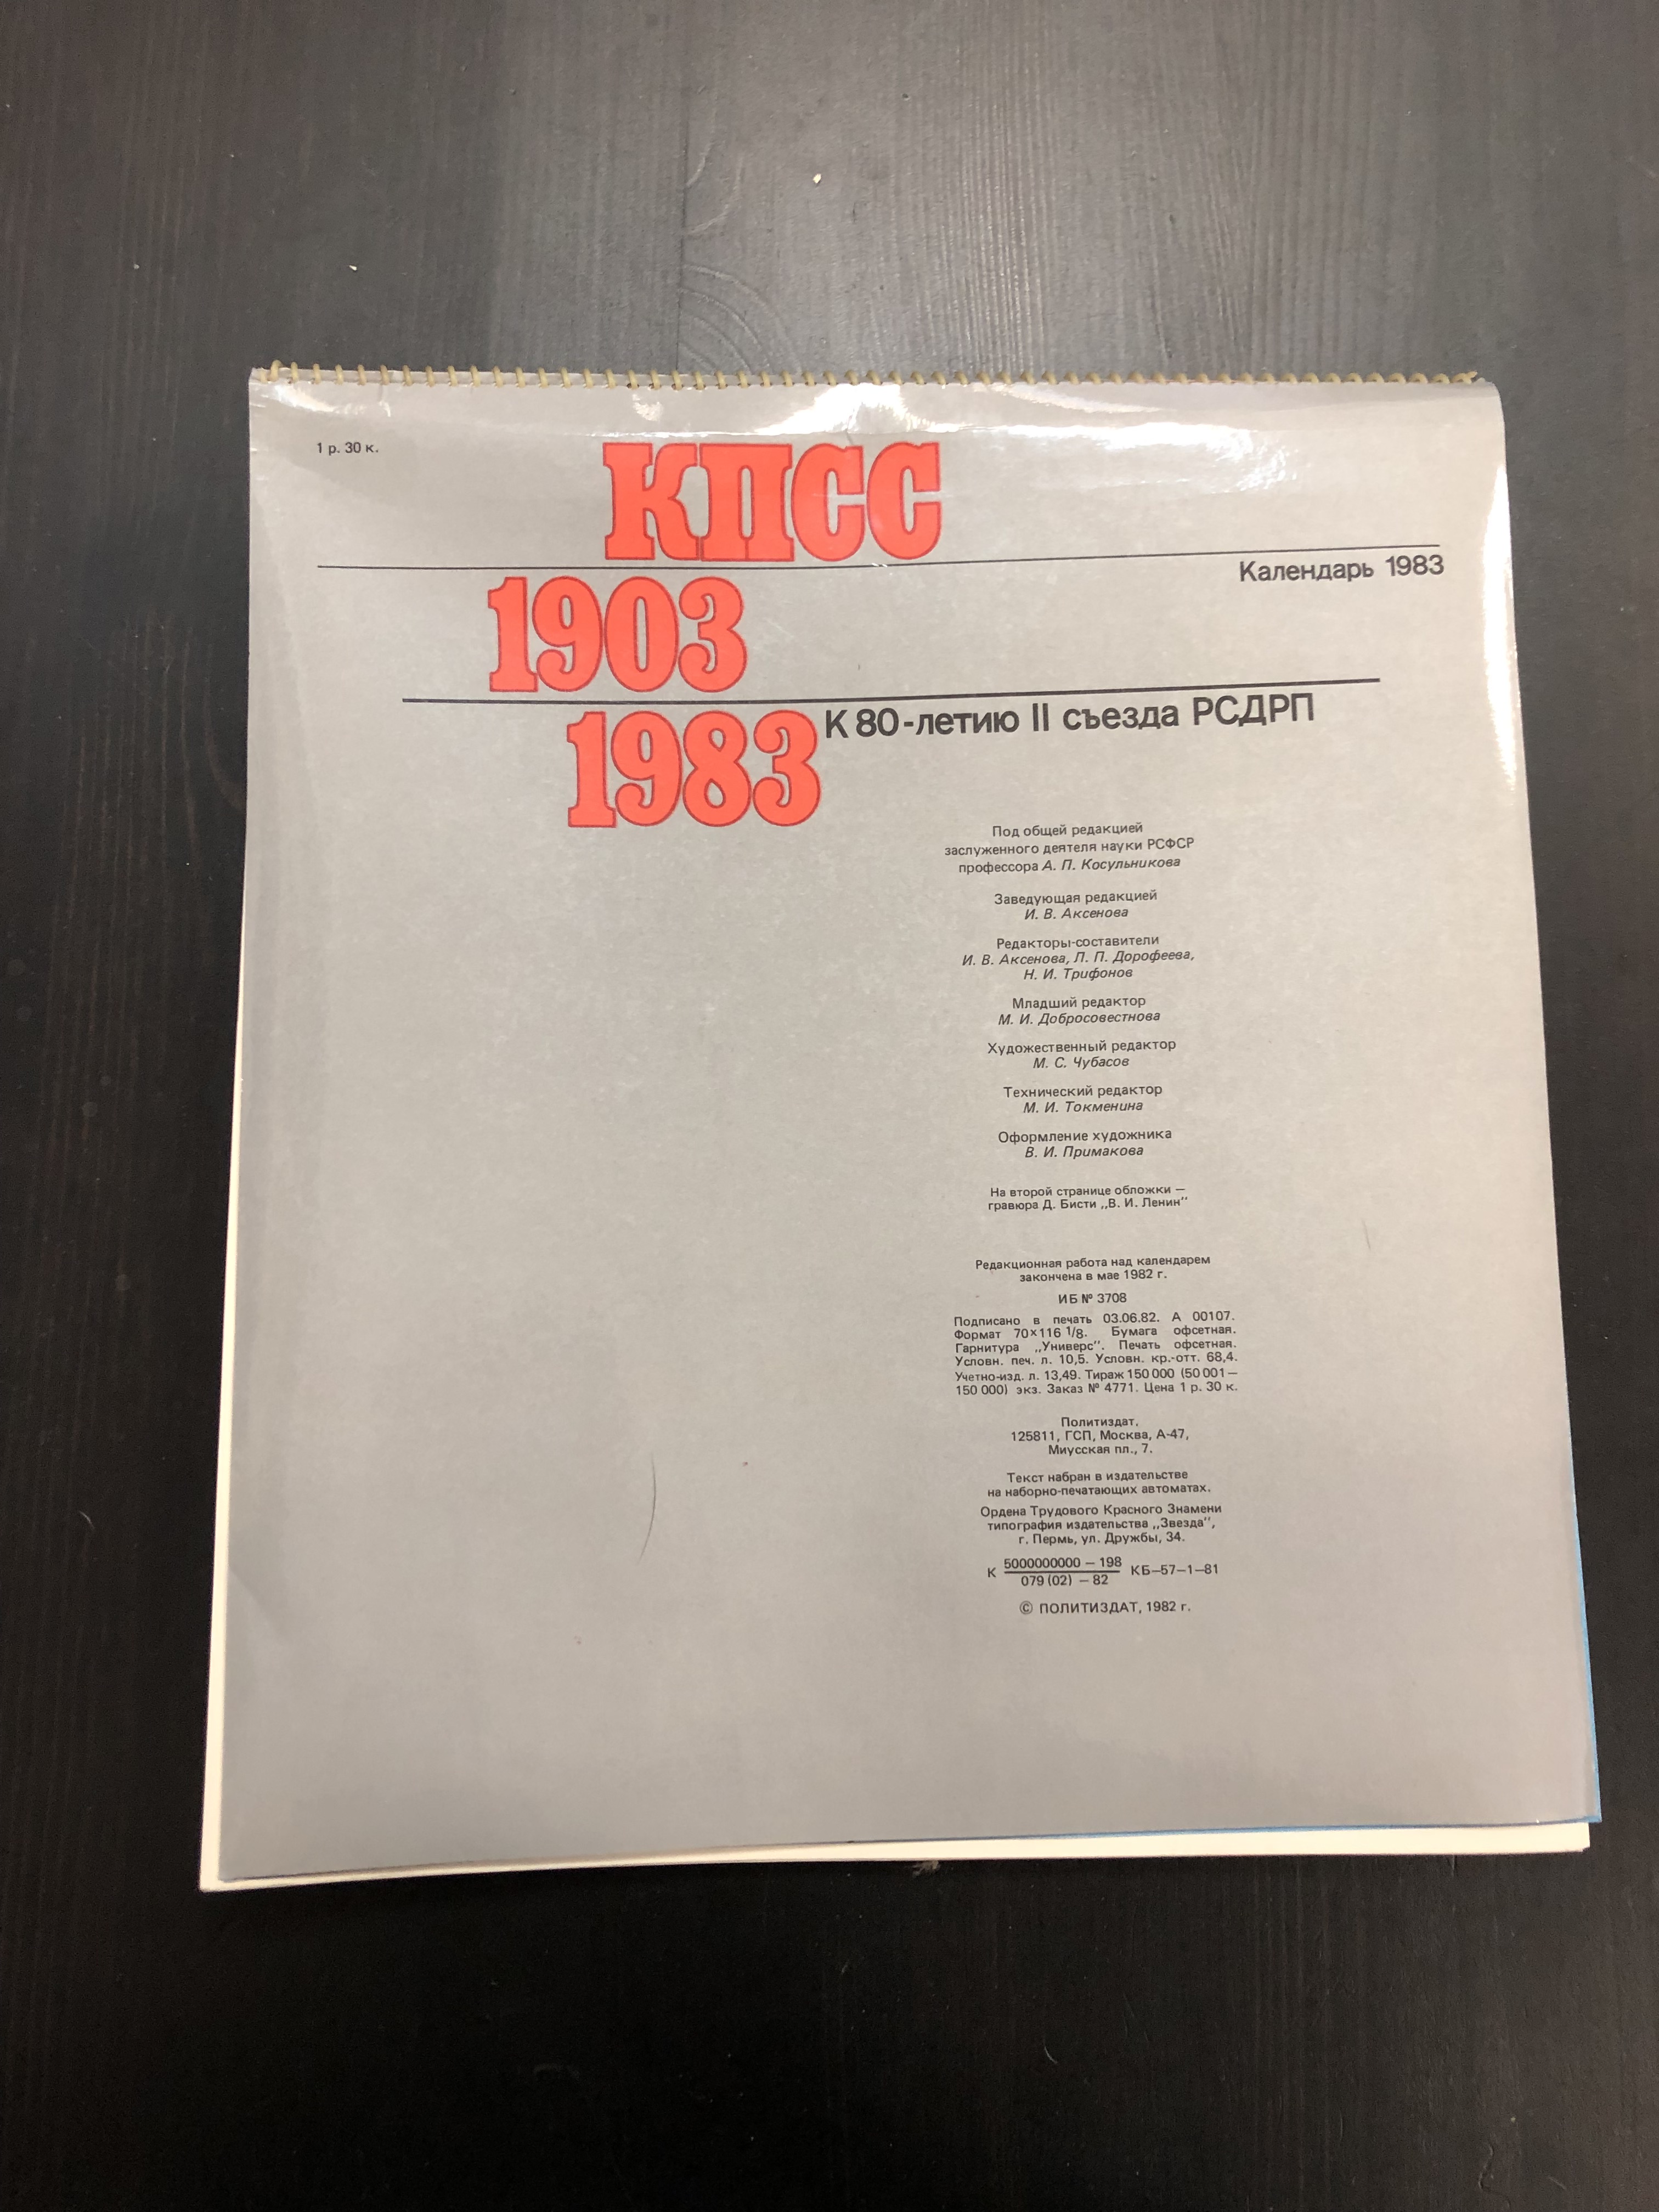 1 р. 30 к.
КПСС
Календарь 1983
1903
1983
К 80-летию II съезда РСДРП
Под общей редакцией
заслуженного деятеля науки РСФСР
профессора А. П. Косульникова
Заведующая редакцией
И. В. Аксенова
Редакторы-составители
И. В. Аксенова, Л. П. Дорофеева,
Н. И. Трифонов
Младший редактор
М. И. Добросовестнова
Художественный редактор
М. С. Чубасов
Технический редактор
М. И. Токменина
Оформление художника
В. И. Примакова
На второй странице обложки —
гравюра Д. Бисти „В. И. Ленин"
Редакционная работа над календарем
закончена в мае 1982 г.
ИБ № 3708
Подписано в печать 03.06.82. А 00107.
Формат 70×116 1/8. Бумага офсетная.
Гарнитура „Универс". Печать офсетная.
Условн. печ. л. 10,5. Условн. кр.-отт. 68,4.
Учетно-изд. л. 13,49. Тираж 150 000 (50 001—
150 000) экз. Заказ № 4771. Цена 1 р. 30 к.
Политиздат.
125811, ГСП, Москва, А-47,
Миусская пл., 7.
Текст набран в издательстве
на наборно-печатающих автоматах.
Ордена Трудового Красного Знамени
типография издательства „Звезда",
г. Пермь, ул. Дружбы, 34.
К 5000000000 — 198 КБ—57—1—81
079 (02) — 82
© ПОЛИТИЗДАТ, 1982 г.